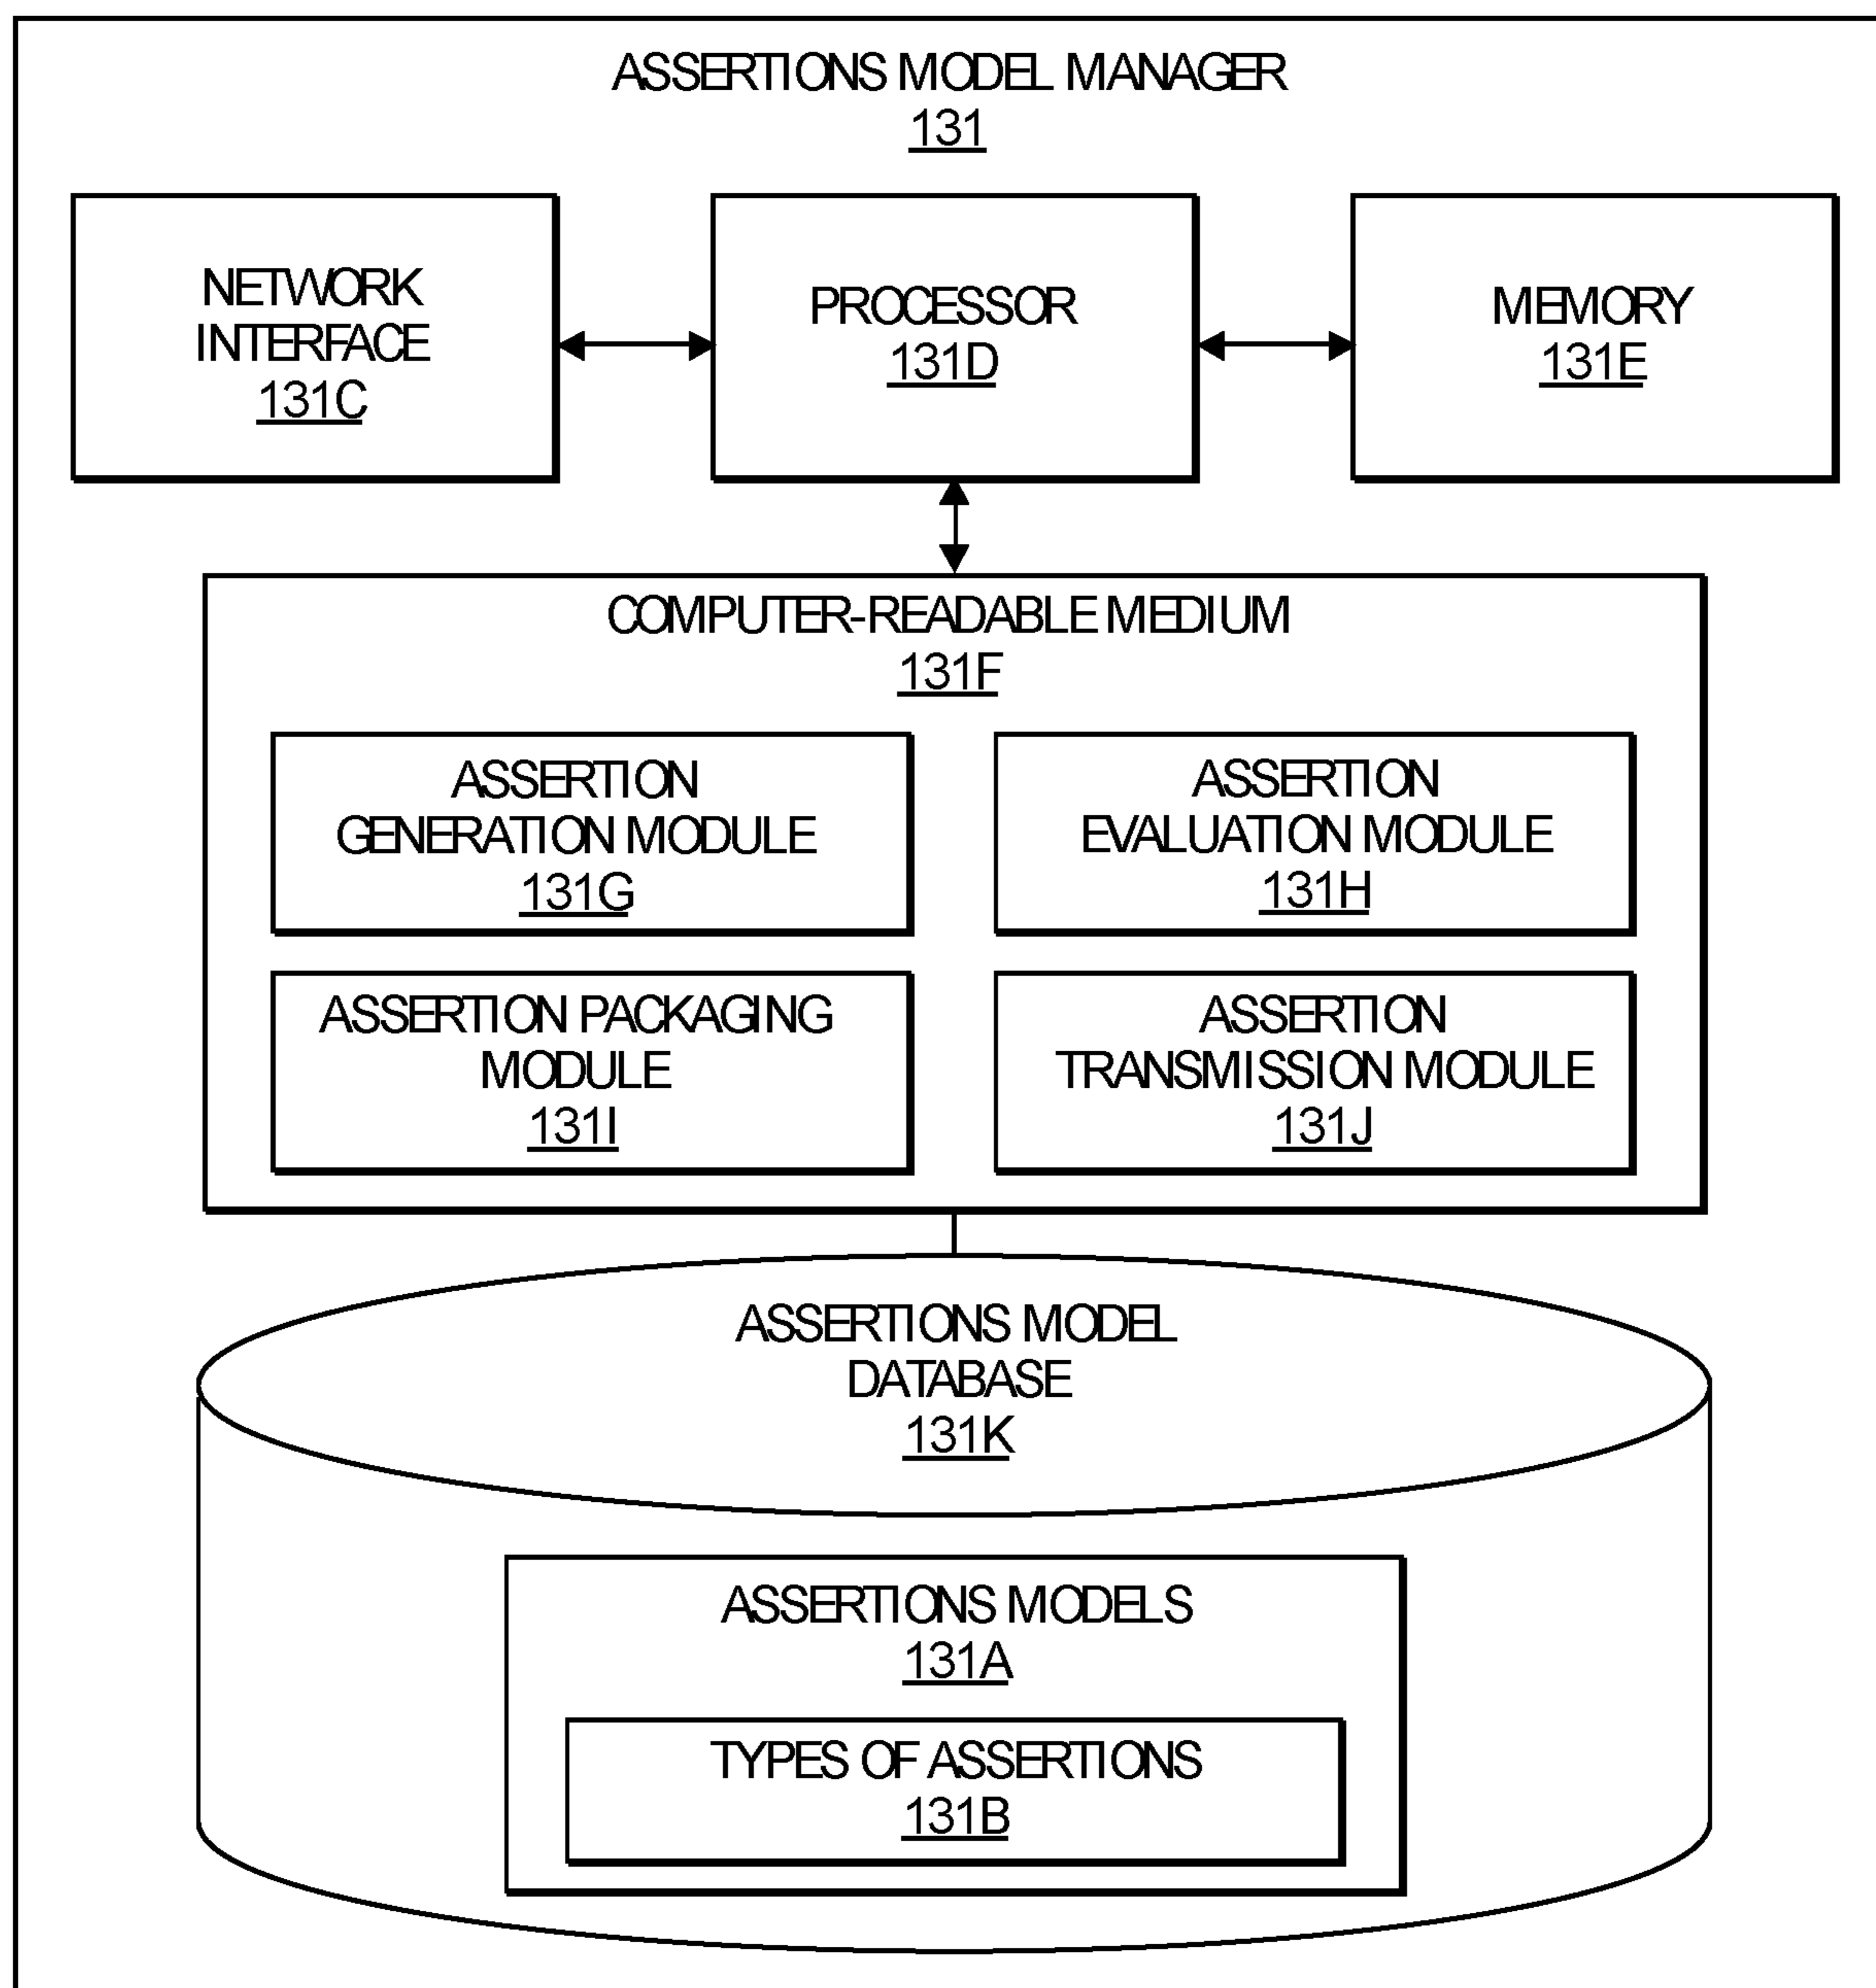 ASSERTIONS MODEL MANAGER
131
NETWORK
INTERFACE
131C
PROCESSOR
131D
MEMORY
131E
COMPUTER-READABLE MEDIUM
131F
ASSERTION
GENERATION MODULE
131G
ASSERTION
EVALUATION MODULE
131H
ASSERTION PACKAGING
MODULE
131I
ASSERTION
TRANSMISSION MODULE
131J
ASSERTIONS MODEL
DATABASE
131K
ASSERTIONS MODELS
131A
TYPES OF ASSERTIONS
131B